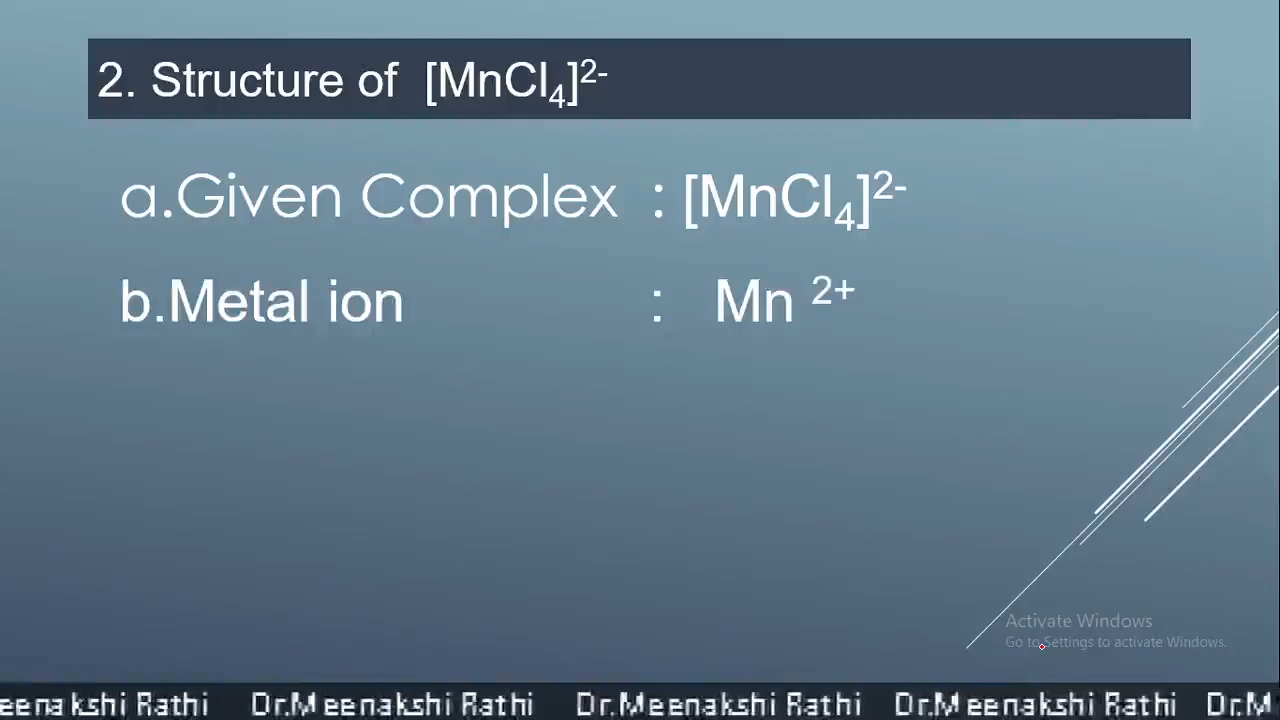 2. Structure of [MnCl₄]²⁻
a.Given Complex : [MnCl₄]²⁻
b.Metal ion : Mn ²⁺
Activate Windows
Go to Settings to activate Windows.
eenakshi Rathi Dr.Meenakshi Rathi Dr.Meenakshi Rathi Dr.Meenakshi Rathi Dr.M